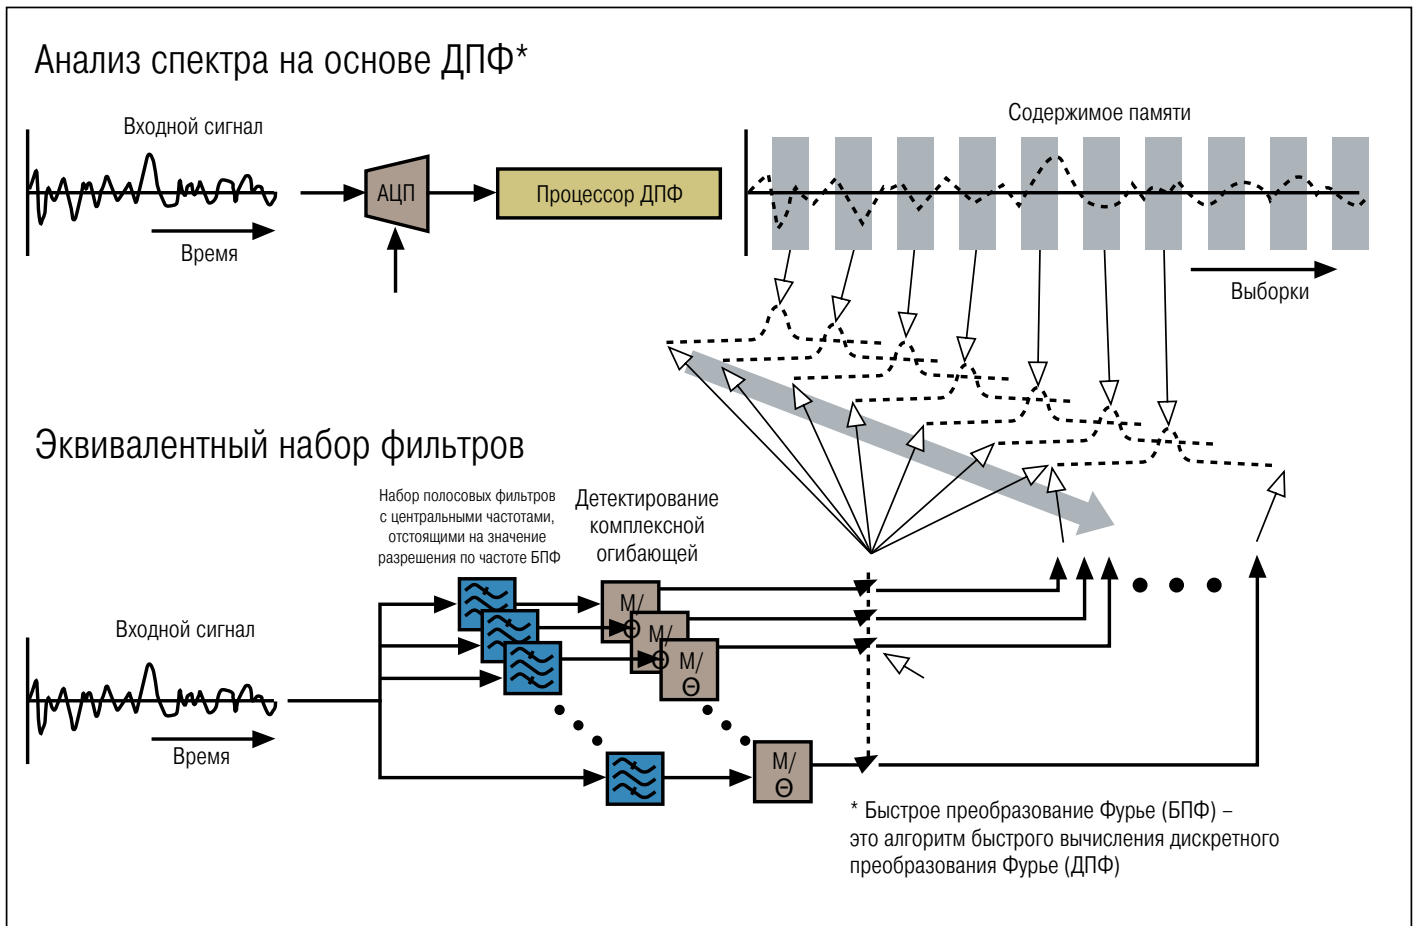 Анализ спектра на основе ДПФ*
Входной сигнал
Время
АЦП
Процессор ДПФ
Содержимое памяти
Выборки
Эквивалентный набор фильтров
Набор полосовых фильтров
с центральными частотами,
отстоящими на значение
разрешения по частоте БПФ
Детектирование
комплексной
огибающей
Входной сигнал
Время
M/
Θ
M/
Θ
M/
Θ
M/
Θ
* Быстрое преобразование Фурье (БПФ) –
это алгоритм быстрого вычисления дискретного
преобразования Фурье (ДПФ)